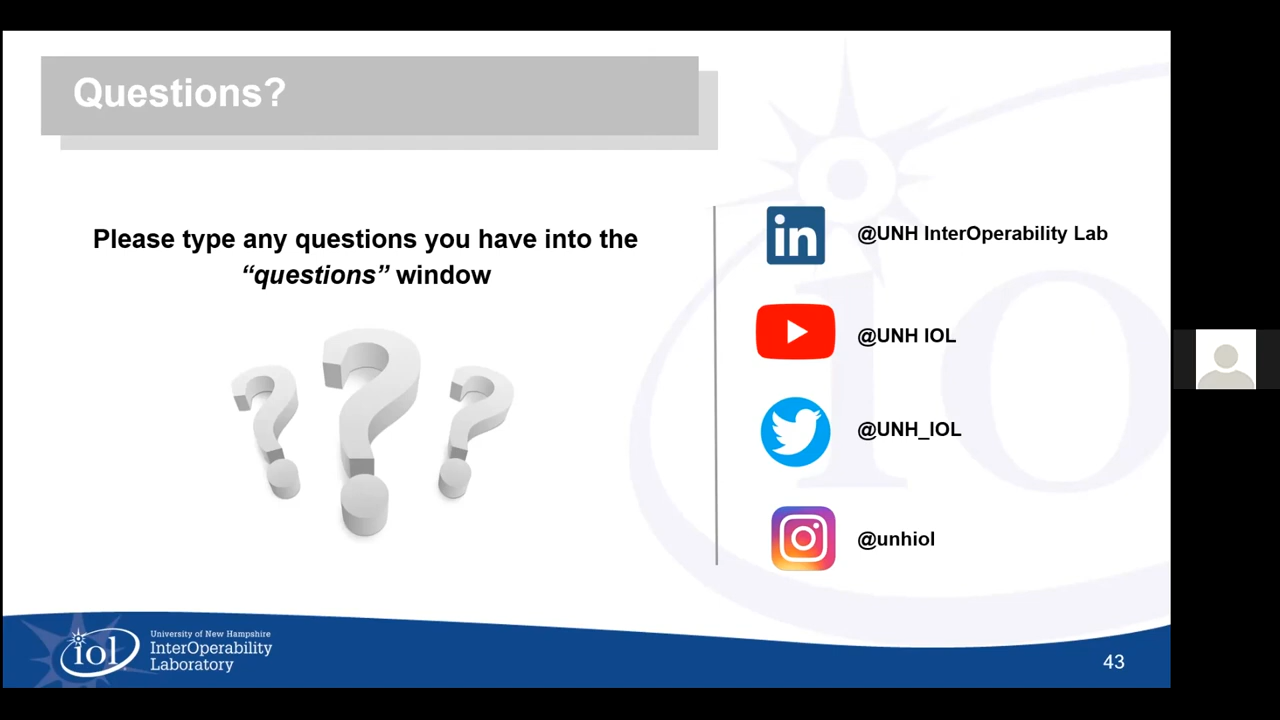 Questions?
Please type any questions you have into the
“questions” window
in
@UNH InterOperability Lab
@UNH IOL
@UNH_IOL
@unhiol
iol
University of New Hampshire
InterOperability
Laboratory
43